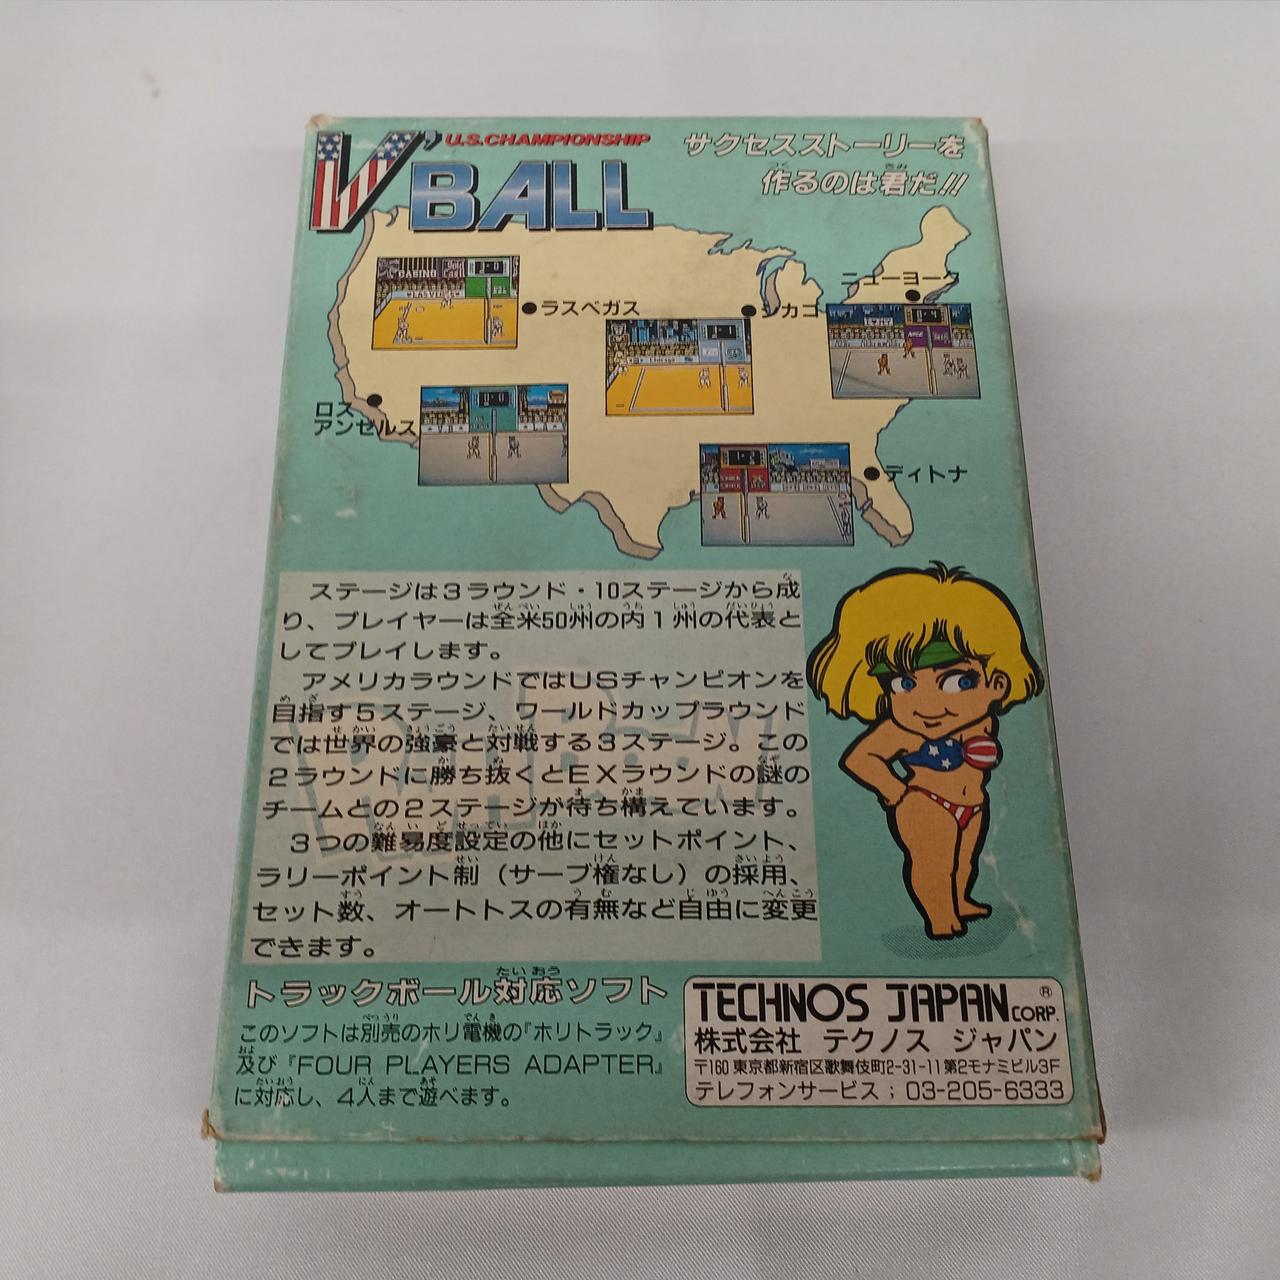 U.S.CHAMPIONSHIP
V'BALL
サクセスストーリーを
作るのは君だ!!
CASINO
ラスベガス
シカゴ
ニューヨーク
ロス
アンゼルス
デイトナ
ステージは3ラウンド・10ステージから成
り、プレイヤーは全米50州の内1州の代表と
してプレイします。
アメリカラウンドではUSチャンピオンを
目指す5ステージ、ワールドカップラウンド
では世界の強豪と対戦する3ステージ。この
2ラウンドに勝ち抜くとEXラウンドの謎の
チームとの2ステージが待ち構えています。
3つの難易度設定の他にセットポイント、
ラリーポイント制(サーブ権なし)の採用、
セット数、オートトスの有無など自由に変更
できます。
トラックボール対応ソフト
このソフトは別売のホリ電機の『ホリトラック』
及び『FOUR PLAYERS ADAPTER』
に対応し、4人まで遊べます。
TECHNOS JAPAN CORP.®
株式会社 テクノス ジャパン
〒160 東京都新宿区歌舞伎町2-31-11 第2モナミビル3F
テレフォンサービス;03-205-6333